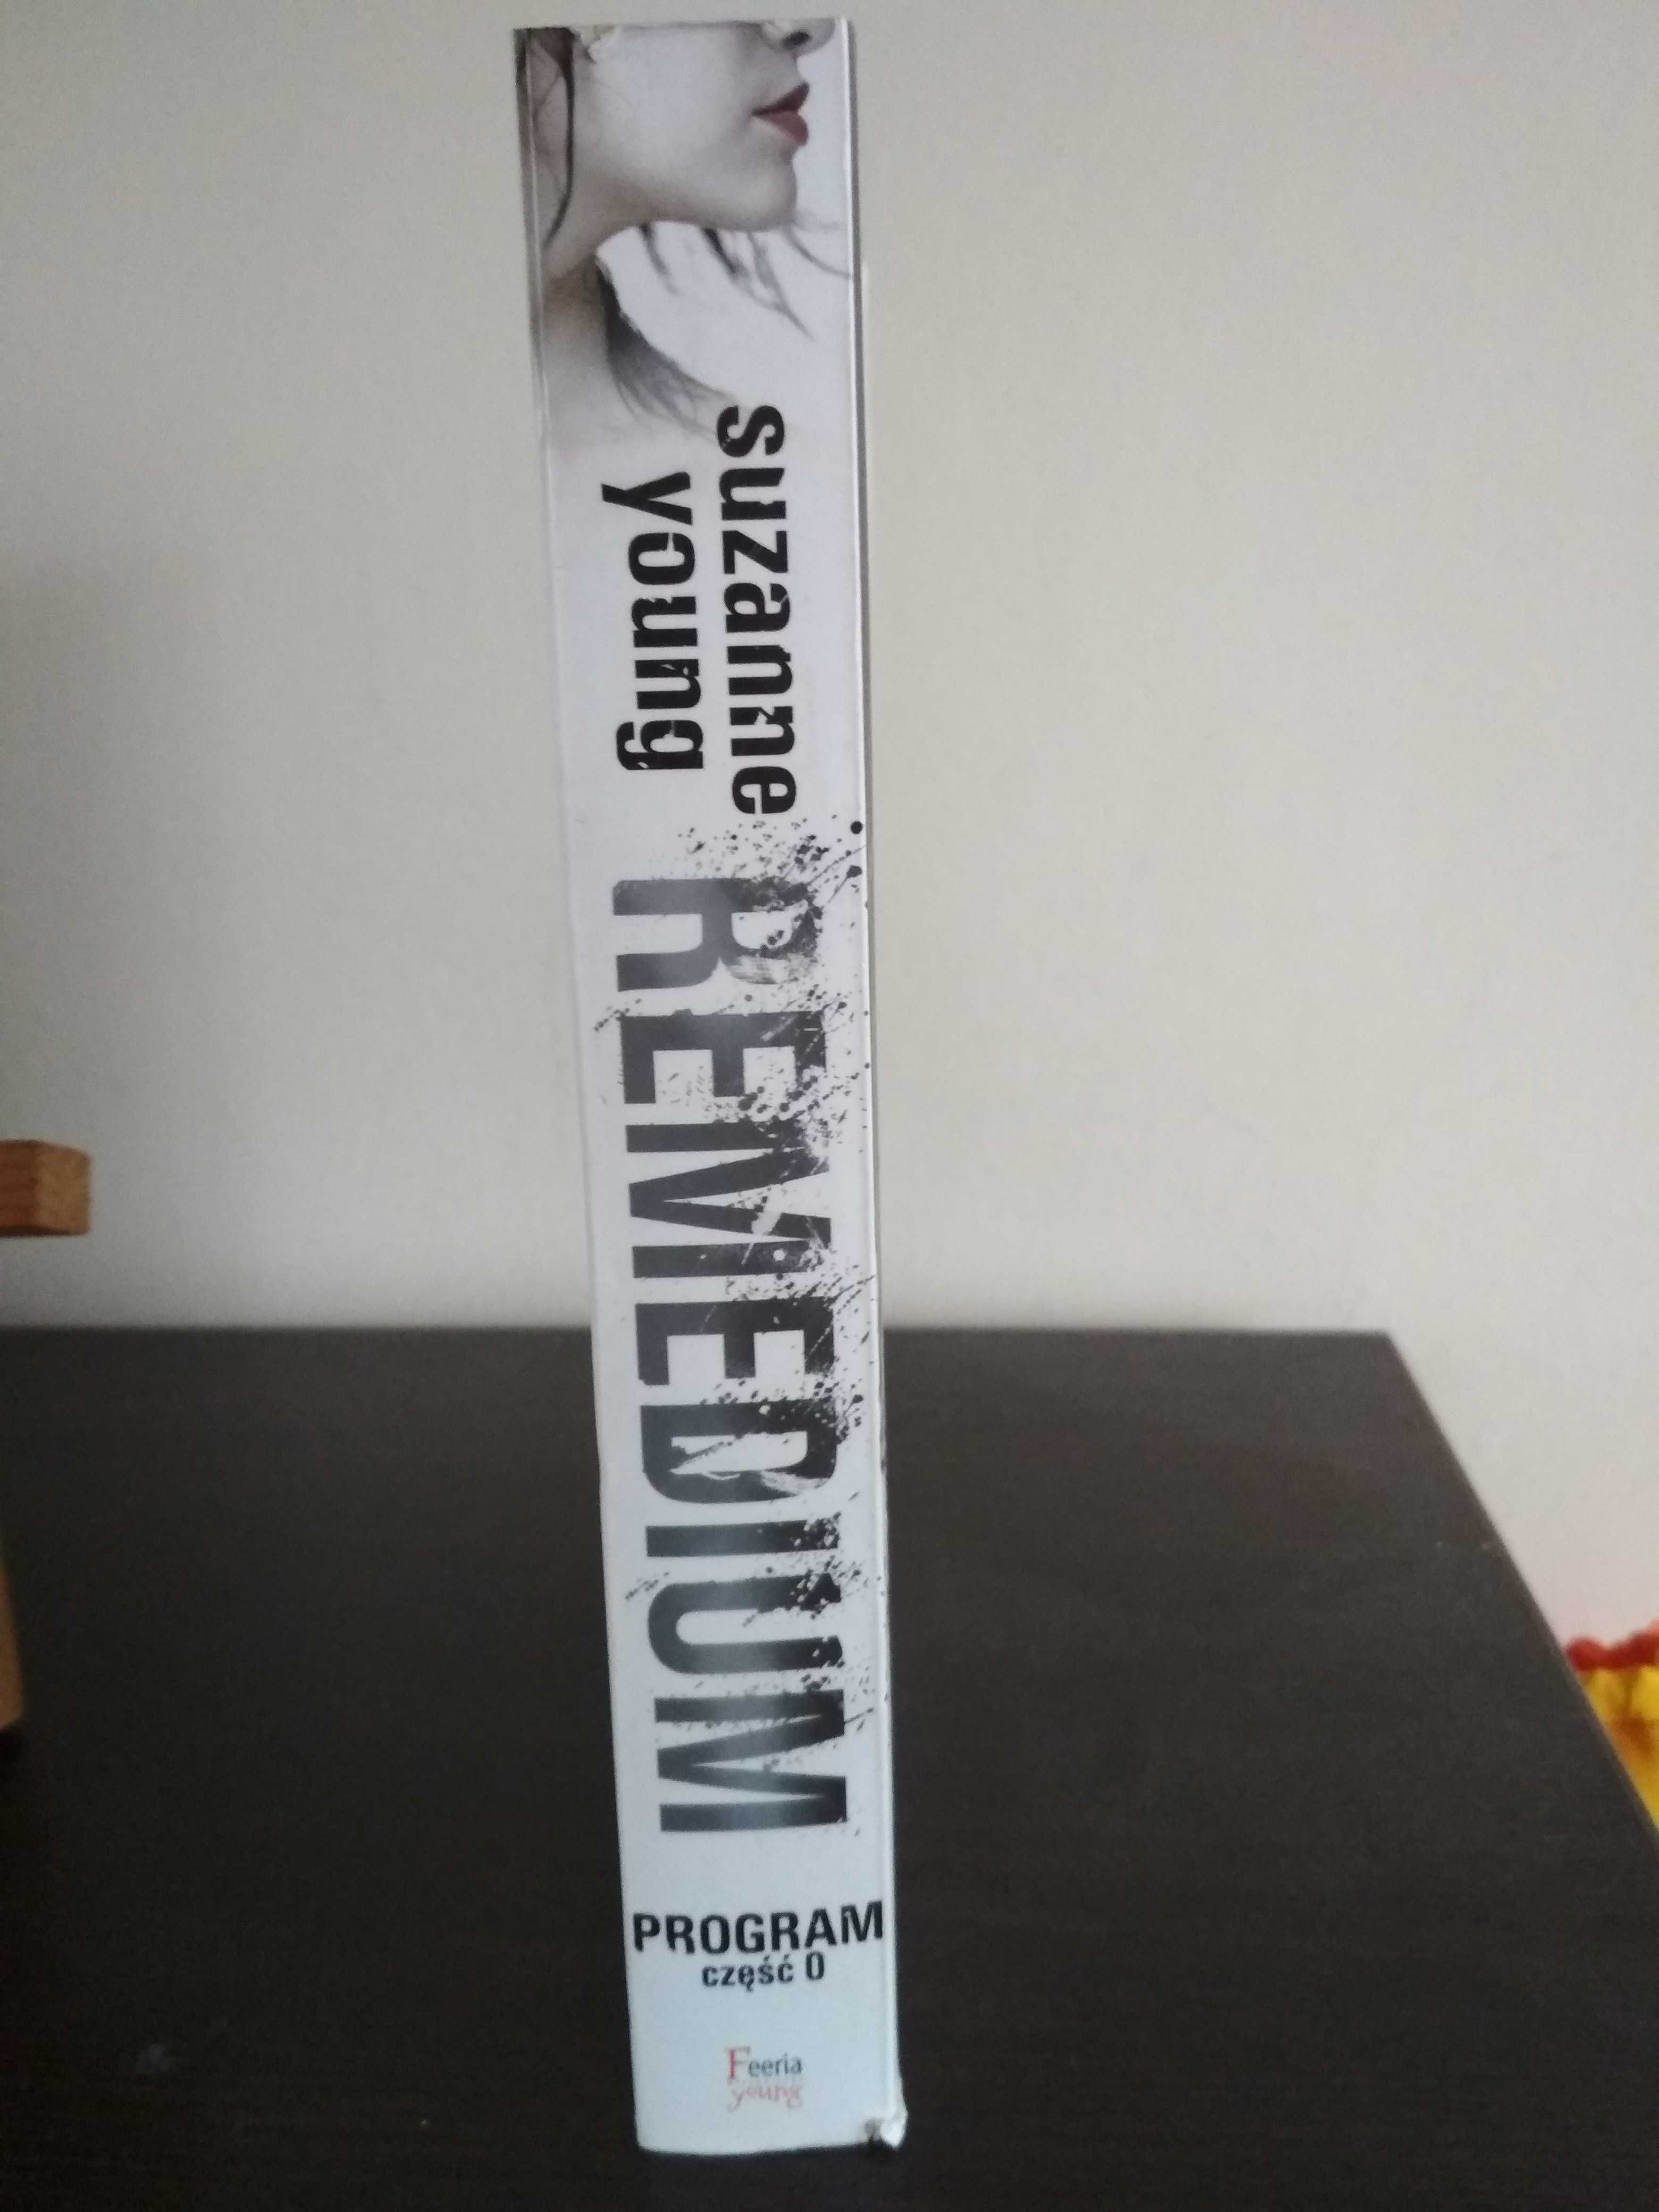 suzanne
young
REMEDIUM
PROGRAM
część 0
Feeria
young